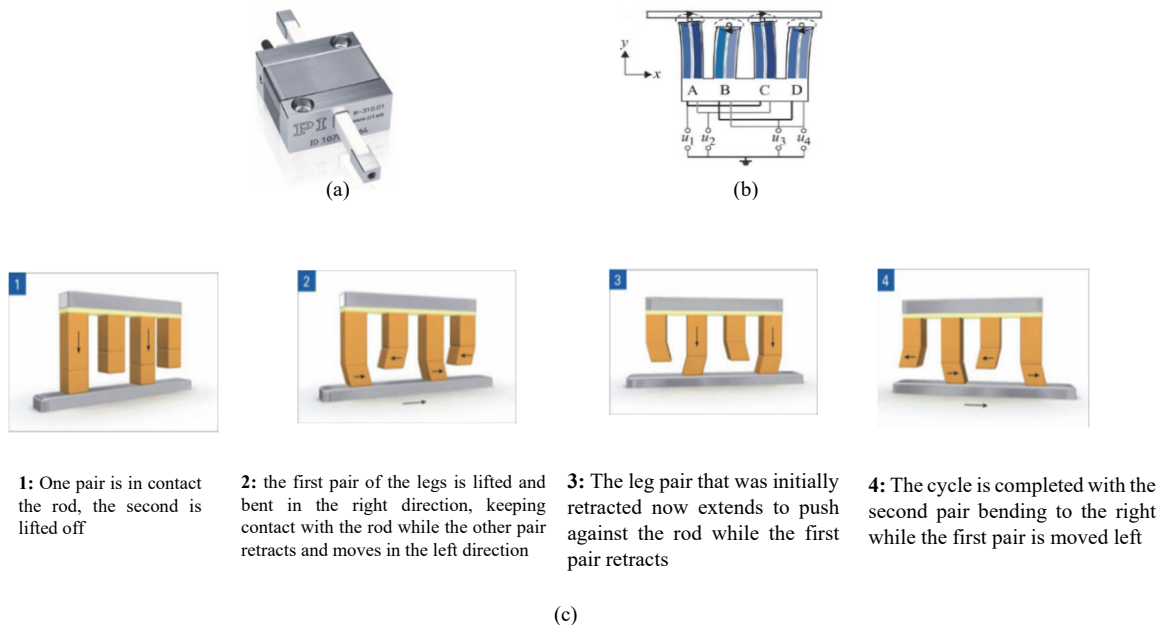 PI
ID 107
(a)
y
x
A B C D
u1 u2 u3 u4
(b)
1
2
3
4
1: One pair is in contact
the rod, the second is
lifted off
2: the first pair of the legs is lifted and
bent in the right direction, keeping
contact with the rod while the other pair
retracts and moves in the left direction
3: The leg pair that was initially
retracted now extends to push
against the rod while the first
pair retracts
4: The cycle is completed with the
second pair bending to the right
while the first pair is moved left
(c)